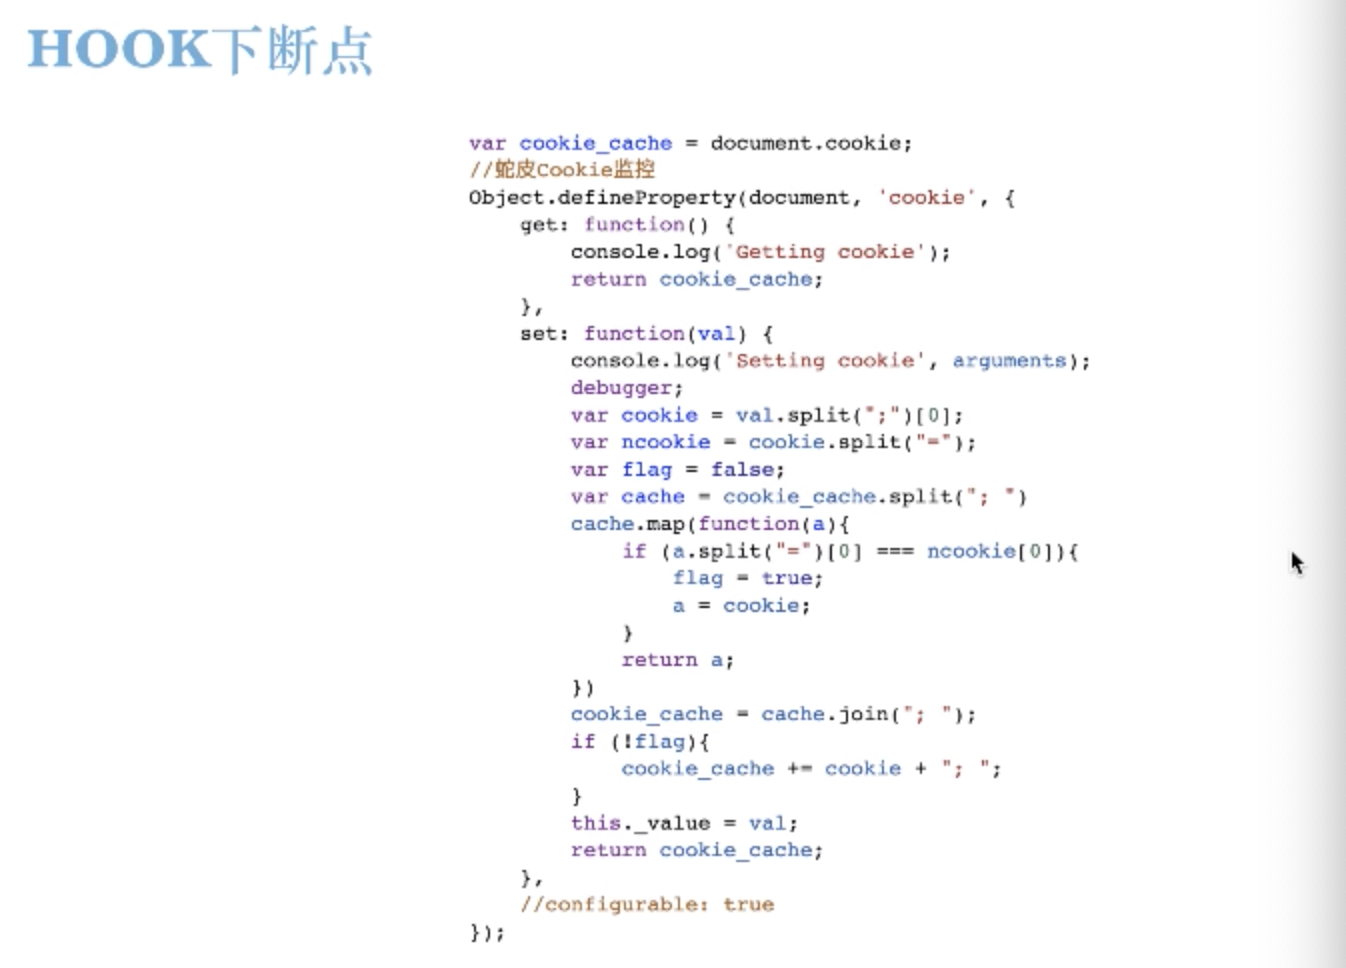 HOOK下断点
var cookie_cache = document.cookie;
//蛇皮Cookie监控
Object.defineProperty(document, 'cookie', {
    get: function() {
        console.log('Getting cookie');
        return cookie_cache;
    },
    set: function(val) {
        console.log('Setting cookie', arguments);
        debugger;
        var cookie = val.split(";")[0];
        var ncookie = cookie.split("=");
        var flag = false;
        var cache = cookie_cache.split("; ")
        cache.map(function(a){
            if (a.split("=")[0] === ncookie[0]){
                flag = true;
                a = cookie;
            }
            return a;
        })
        cookie_cache = cache.join("; ");
        if (!flag){
            cookie_cache += cookie + "; ";
        }
        this._value = val;
        return cookie_cache;
    },
    //configurable: true
});